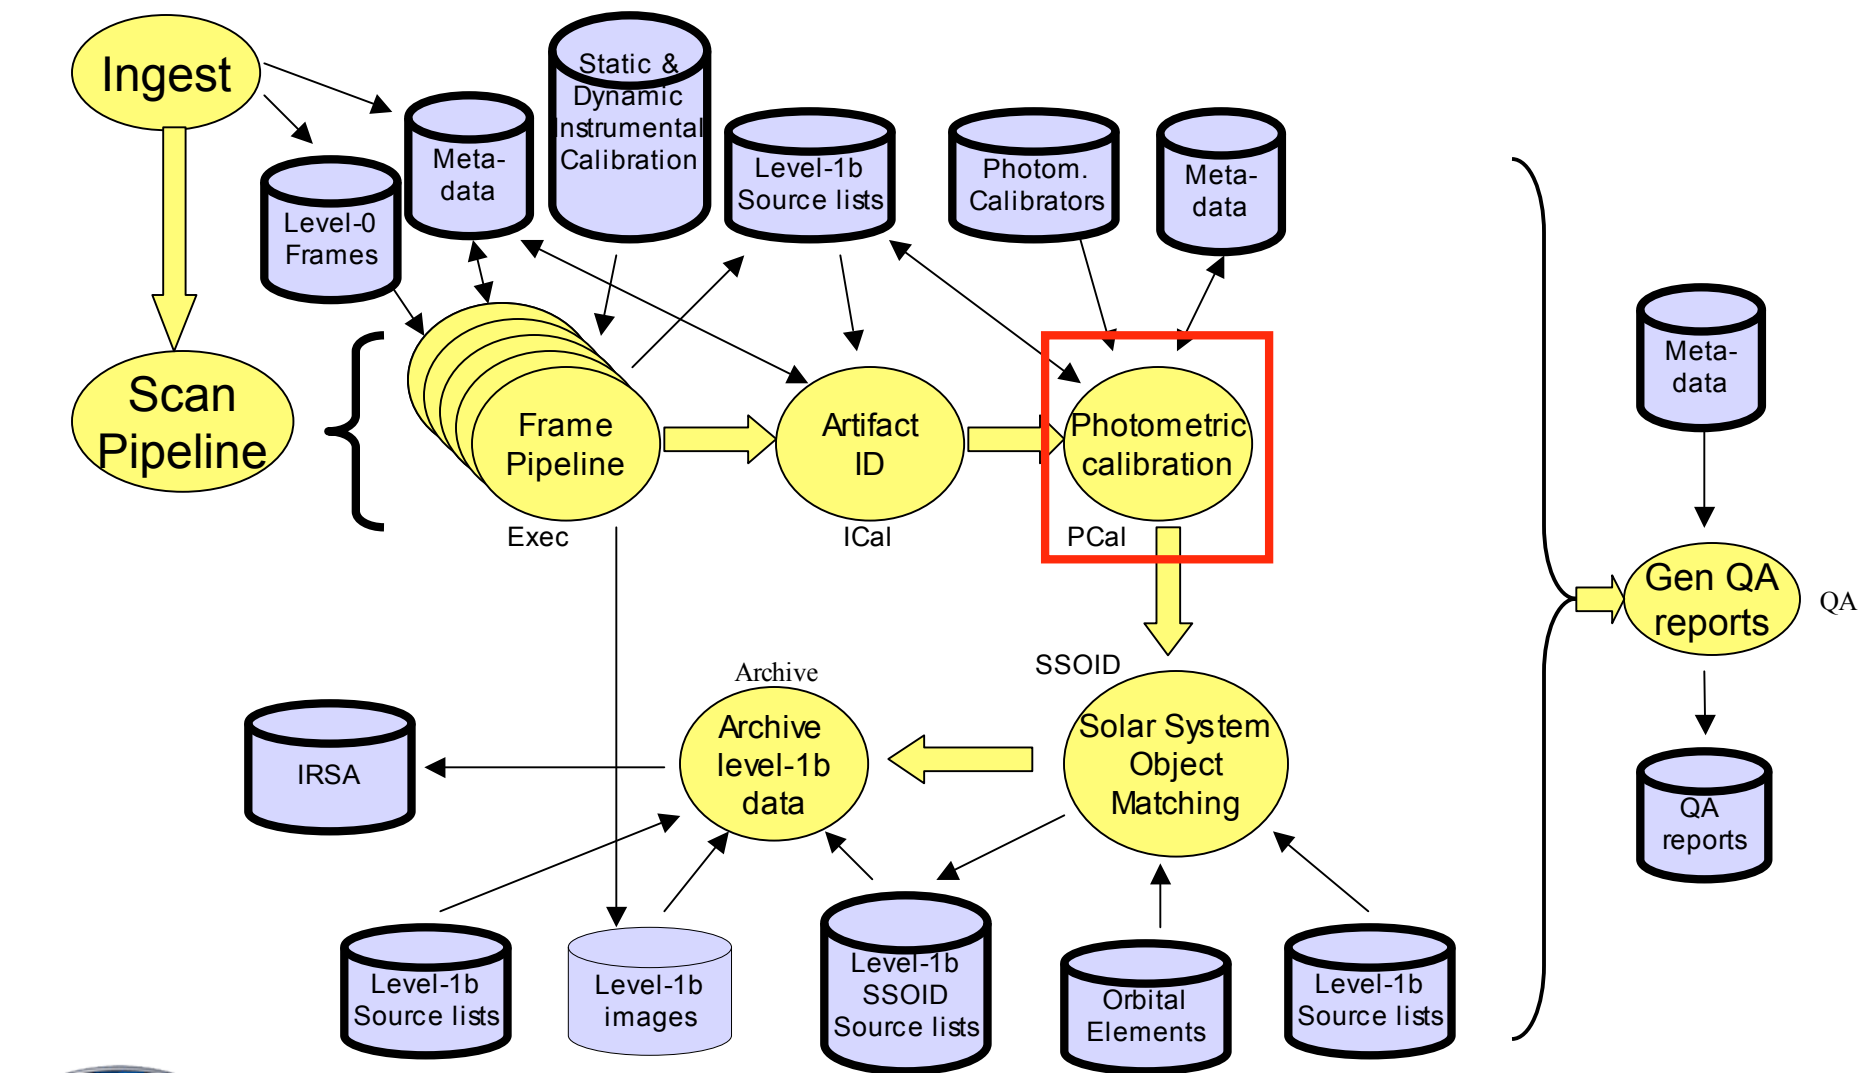 Ingest
Static &
Dynamic
Instrumental
Calibration
Meta-
data
Level-1b
Source lists
Photom.
Calibrators
Meta-
data
Level-0
Frames
Scan
Pipeline
Frame
Pipeline
Exec
Artifact
ID
ICal
Photometric
calibration
PCal
Meta-
data
Gen QA
reports
QA
QA
reports
SSOID
Solar System
Object
Matching
Archive
Archive
level-1b
data
IRSA
Level-1b
Source lists
Level-1b
images
Level-1b
SSOID
Source lists
Orbital
Elements
Level-1b
Source lists